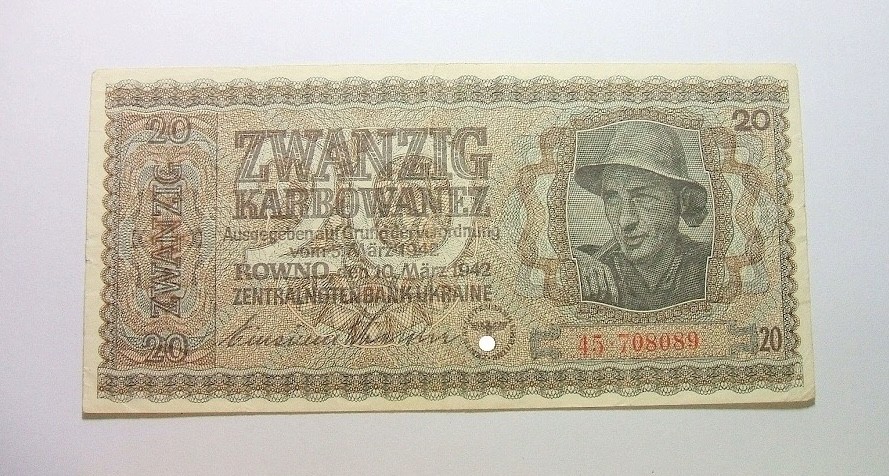 20
20
ZWANZIG
ZWANZIG
KARBOWANEZ
Ausgegeben auf Grund der Verordnung
vom 5. März 1942
ROWNO, den 10. März 1942
ZENTRALNOTENBANK UKRAINE
45·708089
20
20